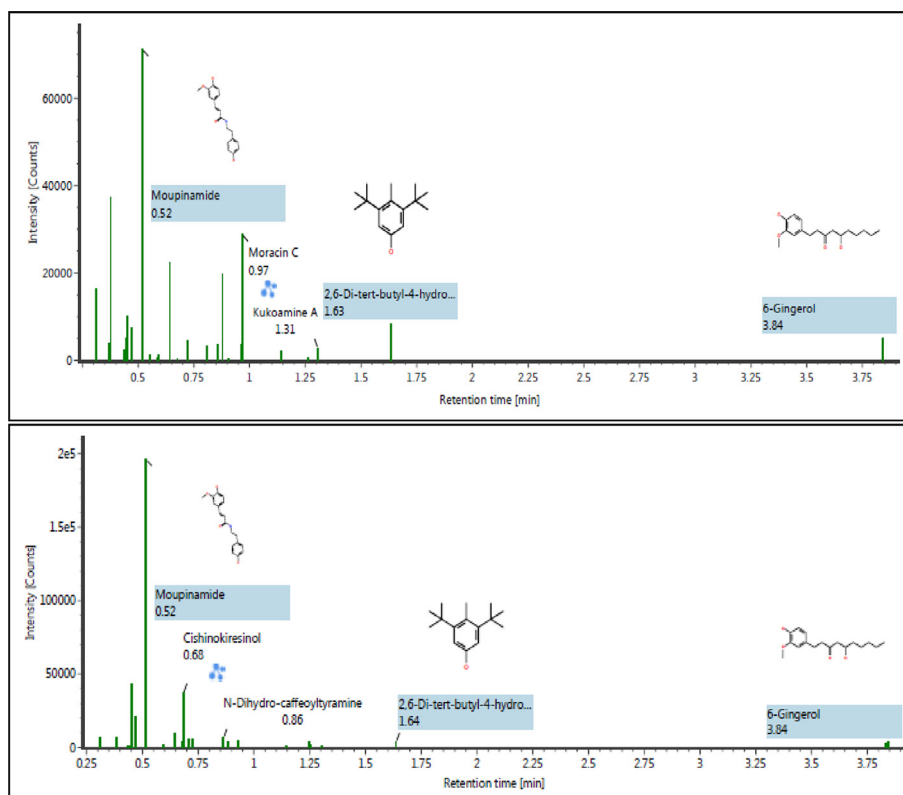 Intensity [Counts]
60000
40000
20000
0
Moupinamide
0.52
Moracin C
0.97
Kukoamine A
1.31
2,6-Di-tert-butyl-4-hydro...
1.63
6-Gingerol
3.84
0.5 0.75 1 1.25 1.5 1.75 2 2.25 2.5 2.75 3 3.25 3.5 3.75
Retention time [min]
Intensity [Counts]
2e5
1.5e5
100000
50000
0
Moupinamide
0.52
Cishinokiresinol
0.68
N-Dihydro-caffeoyltyramine
0.86
2,6-Di-tert-butyl-4-hydro...
1.64
6-Gingerol
3.84
0.25 0.5 0.75 1 1.25 1.5 1.75 2 2.25 2.5 2.75 3 3.25 3.5 3.75
Retention time [min]